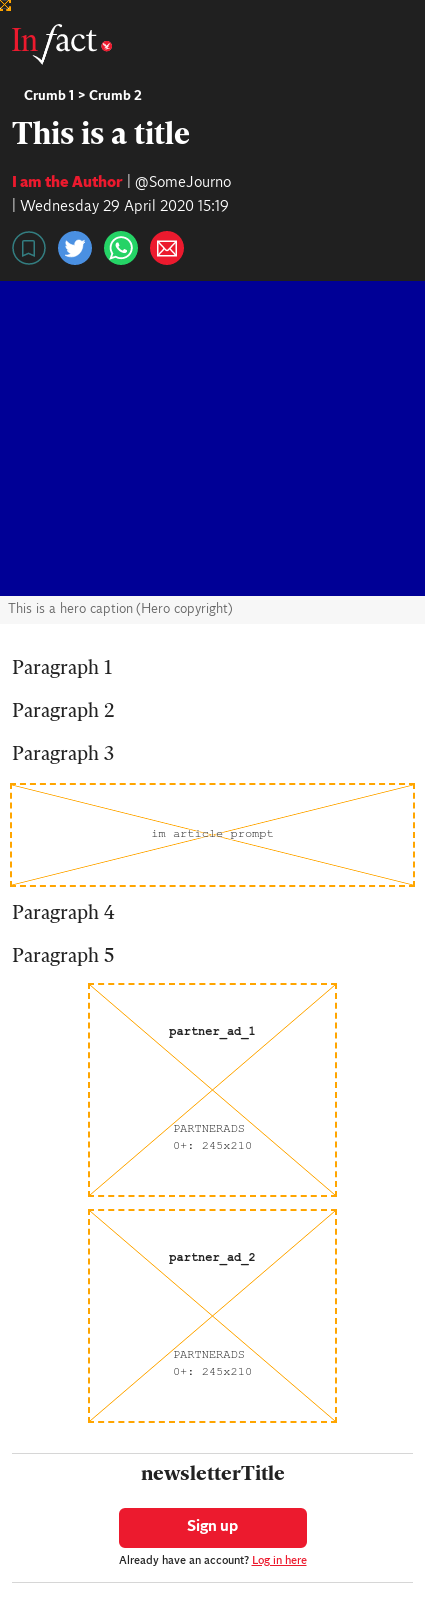 In fact
Crumb 1 > Crumb 2
This is a title
I am the Author | @SomeJourno
| Wednesday 29 April 2020 15:19
This is a hero caption (Hero copyright)
Paragraph 1
Paragraph 2
Paragraph 3
im article prompt
Paragraph 4
Paragraph 5
partner_ad_1
PARTNERADS
0+: 245x210
partner_ad_2
PARTNERADS
0+: 245x210
newsletterTitle
Sign up
Already have an account? Log in here